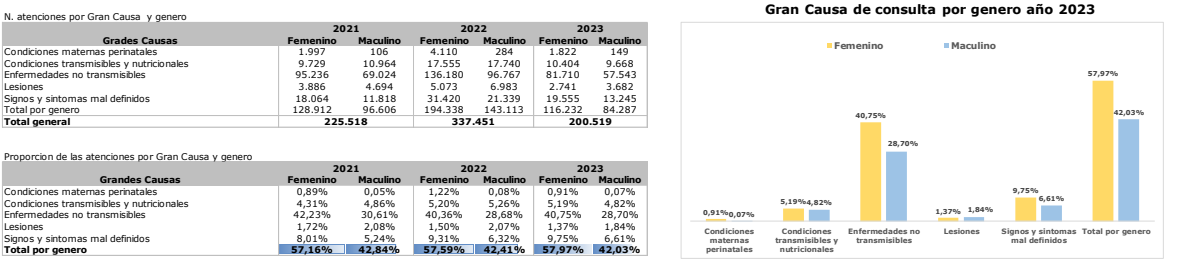 N. atenciones por Gran Causa y genero
2021 2022 2023
Grades Causas Femenino Maculino Femenino Maculino Femenino Maculino
Condiciones maternas perinatales 1.997 106 4.110 284 1.822 149
Condiciones transmisibles y nutricionales 9.729 10.964 17.555 17.740 10.404 9.668
Enfermedades no transmisibles 95.236 69.024 136.180 96.767 81.710 57.543
Lesiones 3.886 4.694 5.073 6.983 2.741 3.682
Signos y sintomas mal definidos 18.064 11.818 31.420 21.339 19.555 13.245
Total por genero 128.912 96.606 194.338 143.113 116.232 84.287
Total general 225.518 337.451 200.519
Proporcion de las atenciones por Gran Causa y genero
2021 2022 2023
Grandes Causas Femenino Maculino Femenino Maculino Femenino Maculino
Condiciones maternas perinatales 0,89% 0,05% 1,22% 0,08% 0,91% 0,07%
Condiciones transmisibles y nutricionales 4,31% 4,86% 5,20% 5,26% 5,19% 4,82%
Enfermedades no transmisibles 42,23% 30,61% 40,36% 28,68% 40,75% 28,70%
Lesiones 1,72% 2,08% 1,50% 2,07% 1,37% 1,84%
Signos y sintomas mal definidos 8,01% 5,24% 9,31% 6,32% 9,75% 6,61%
Total por genero 57,16% 42,84% 57,59% 42,41% 57,97% 42,03%
Gran Causa de consulta por genero año 2023
Femenino Maculino
57,97%
42,03%
40,75%
28,70%
9,75%
6,61%
5,19% 4,82%
1,37% 1,84%
0,91% 0,07%
Condiciones Condiciones Enfermedades no Lesiones Signos y sintomas Total por genero
maternas transmisibles y transmisibles mal definidos
perinatales nutricionales